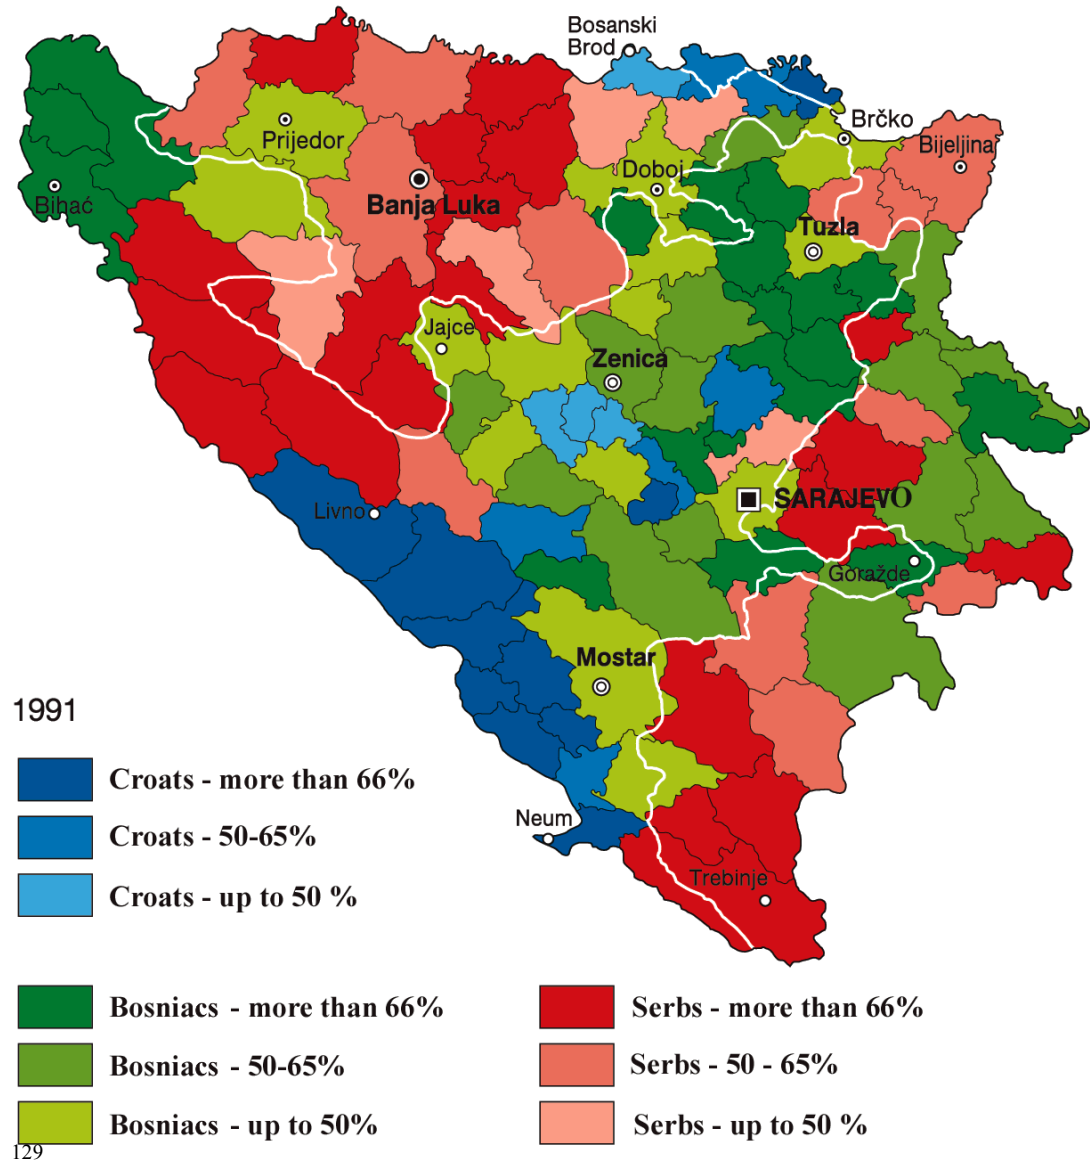 Bosanski
Brod
Brčko
Prijedor
Bijeljina
Doboj
Bihać
Banja Luka
Tuzla
Jajce
Zenica
SARAJEVO
Livno
Goražde
Mostar
1991
Croats - more than 66%
Neum
Croats - 50-65%
Croats - up to 50 %
Trebinje
Bosniacs - more than 66%
Serbs - more than 66%
Bosniacs - 50-65%
Serbs - 50 - 65%
Bosniacs - up to 50%
Serbs - up to 50 %
129